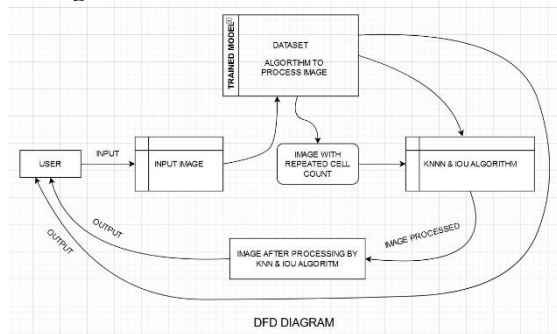 TRAINED MODEL
DATASET
ALGORTIHM TO
PROCESS IMAGE
USER
INPUT
INPUT IMAGE
IMAGE WITH
REPEATED CELL
COUNT
KNNN & IOU ALGORITHM
OUTPUT
OUTPUT
IMAGE PROCESSED
IMAGE AFTER PROCESSING BY
KNN & IOU ALGORITM
DFD DIAGRAM